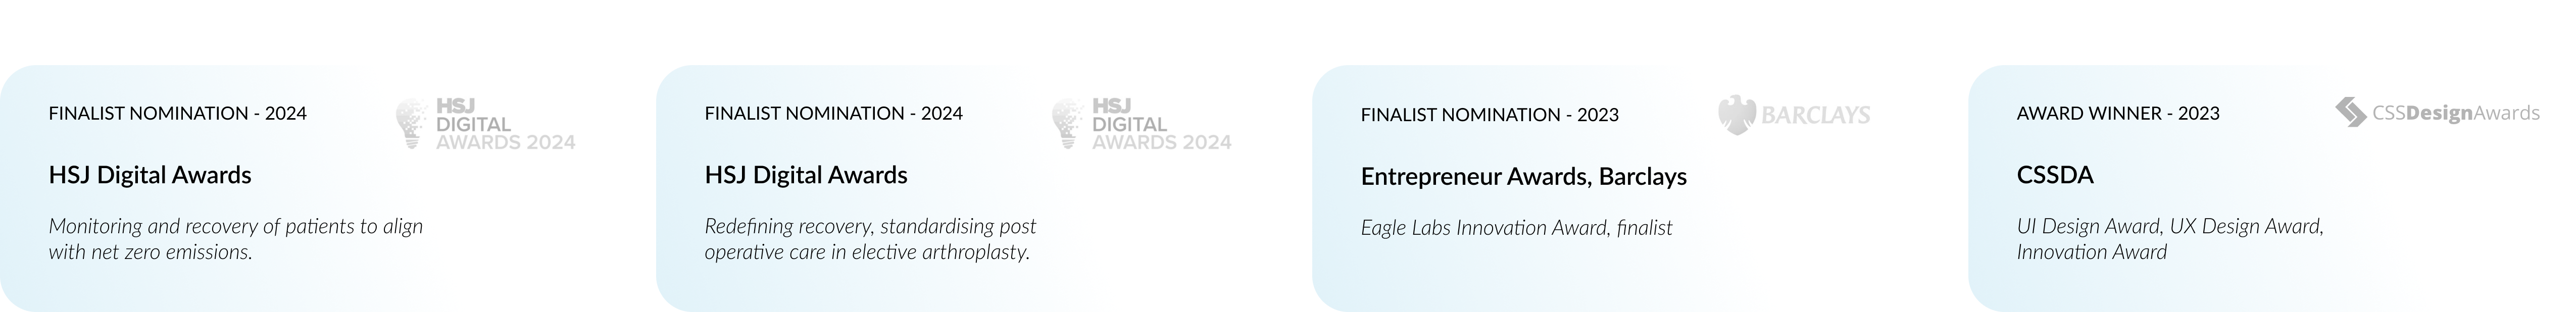 FINALIST NOMINATION - 2024
HSJ
DIGITAL
AWARDS 2024
HSJ Digital Awards
Monitoring and recovery of patients to align
with net zero emissions.
FINALIST NOMINATION - 2024
HSJ
DIGITAL
AWARDS 2024
HSJ Digital Awards
Redefining recovery, standardising post
operative care in elective arthroplasty.
FINALIST NOMINATION - 2023
BARCLAYS
Entrepreneur Awards, Barclays
Eagle Labs Innovation Award, finalist
AWARD WINNER - 2023
CSSDesignAwards
CSSDA
UI Design Award, UX Design Award,
Innovation Award